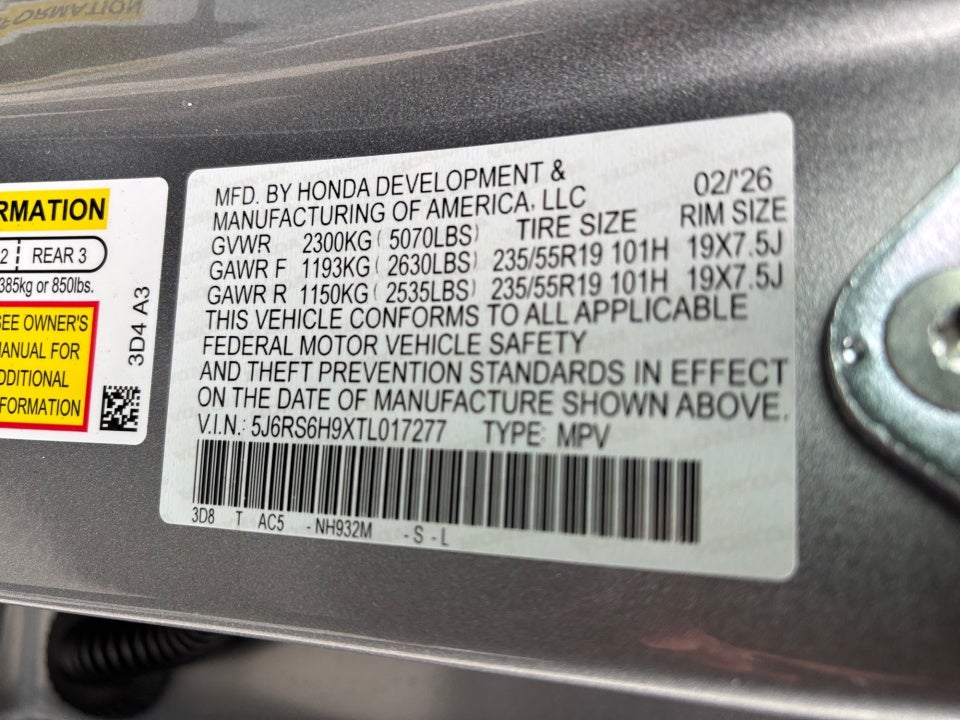 RMATION
2 REAR 3
385kg or 850lbs.
SEE OWNER'S
MANUAL FOR
DDITIONAL
FORMATION
3D4 A3
MFD. BY HONDA DEVELOPMENT & 02/'26
MANUFACTURING OF AMERICA, LLC
GVWR 2300KG ( 5070LBS) TIRE SIZE RIM SIZE
GAWR F 1193KG ( 2630LBS) 235/55R19 101H 19X7.5J
GAWR R 1150KG ( 2535LBS) 235/55R19 101H 19X7.5J
THIS VEHICLE CONFORMS TO ALL APPLICABLE
FEDERAL MOTOR VEHICLE SAFETY
AND THEFT PREVENTION STANDARDS IN EFFECT
ON THE DATE OF MANUFACTURE SHOWN ABOVE.
V.I.N.: 5J6RS6H9XTL017277 TYPE: MPV
3D8 T AC5 - NH932M - S - L